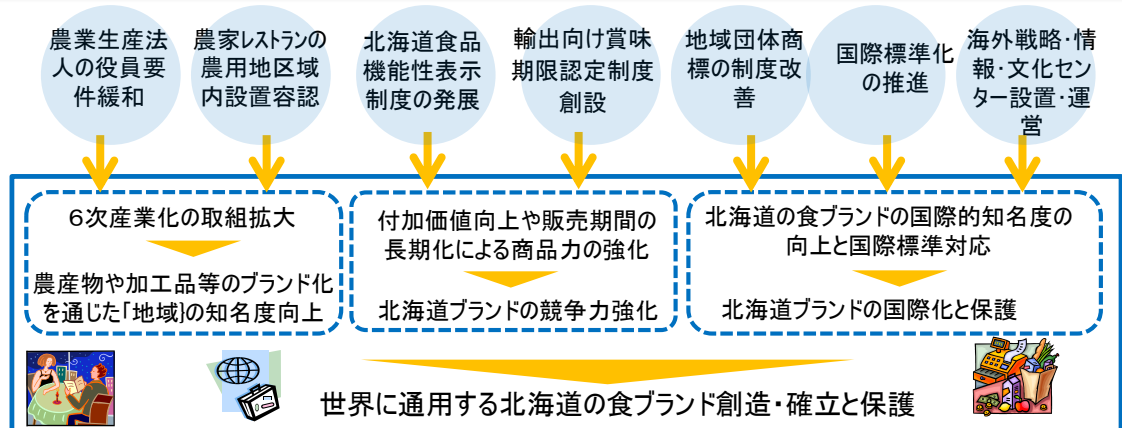 農業生産法
人の役員要
件緩和
農家レストランの
農用地区域
内設置容認
北海道食品
機能性表示
制度の発展
輸出向け賞味
期限認定制度
創設
地域団体商
標の制度改
善
国際標準化
の推進
海外戦略・情
報・文化セン
ター設置・運
営
６次産業化の取組拡大
農産物や加工品等のブランド化
を通じた「地域}の知名度向上
付加価値向上や販売期間の
長期化による商品力の強化
北海道ブランドの競争力強化
北海道の食ブランドの国際的知名度の
向上と国際標準対応
北海道ブランドの国際化と保護
世界に通用する北海道の食ブランド創造・確立と保護